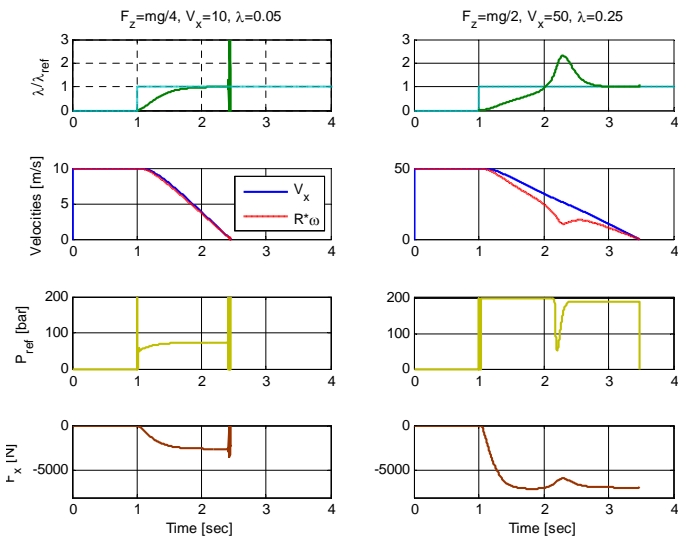 F_z=mg/4, V_x=10, λ=0.05
F_z=mg/2, V_x=50, λ=0.25
λ/λ_ref
3
2
1
0
0 1 2 3 4
3
2
1
0
0 1 2 3 4
Velocities [m/s]
10
5
0
0 1 2 3 4
V_x
R*ω
50
0
0 1 2 3 4
P_ref [bar]
200
100
0
0 1 2 3 4
200
100
0
0 1 2 3 4
F_x [N]
0
-5000
0 1 2 3 4
Time [sec]
0
-5000
0 1 2 3 4
Time [sec]